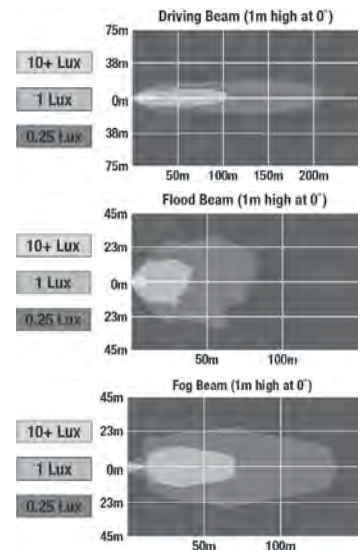 Driving Beam (1m high at 0°)
75m
10+ Lux
38m
1 Lux
0m
0.25 Lux
38m
75m
50m 100m 150m 200m
Flood Beam (1m high at 0°)
45m
10+ Lux
23m
1 Lux
0m
0.25 Lux
23m
45m
50m 100m
Fog Beam (1m high at 0°)
45m
10+ Lux
23m
1 Lux
0m
0.25 Lux
23m
45m
50m 100m